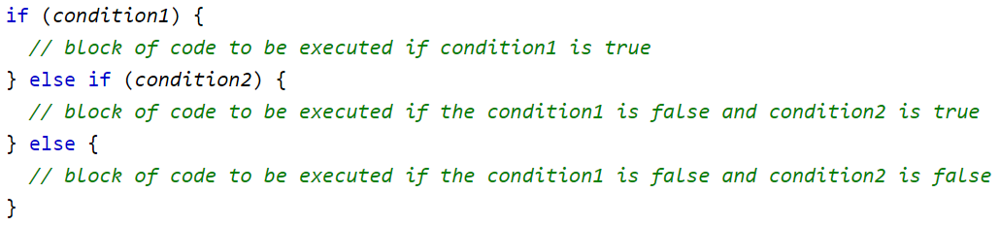 if (condition1) {
  // block of code to be executed if condition1 is true
} else if (condition2) {
  // block of code to be executed if the condition1 is false and condition2 is true
} else {
  // block of code to be executed if the condition1 is false and condition2 is false
}